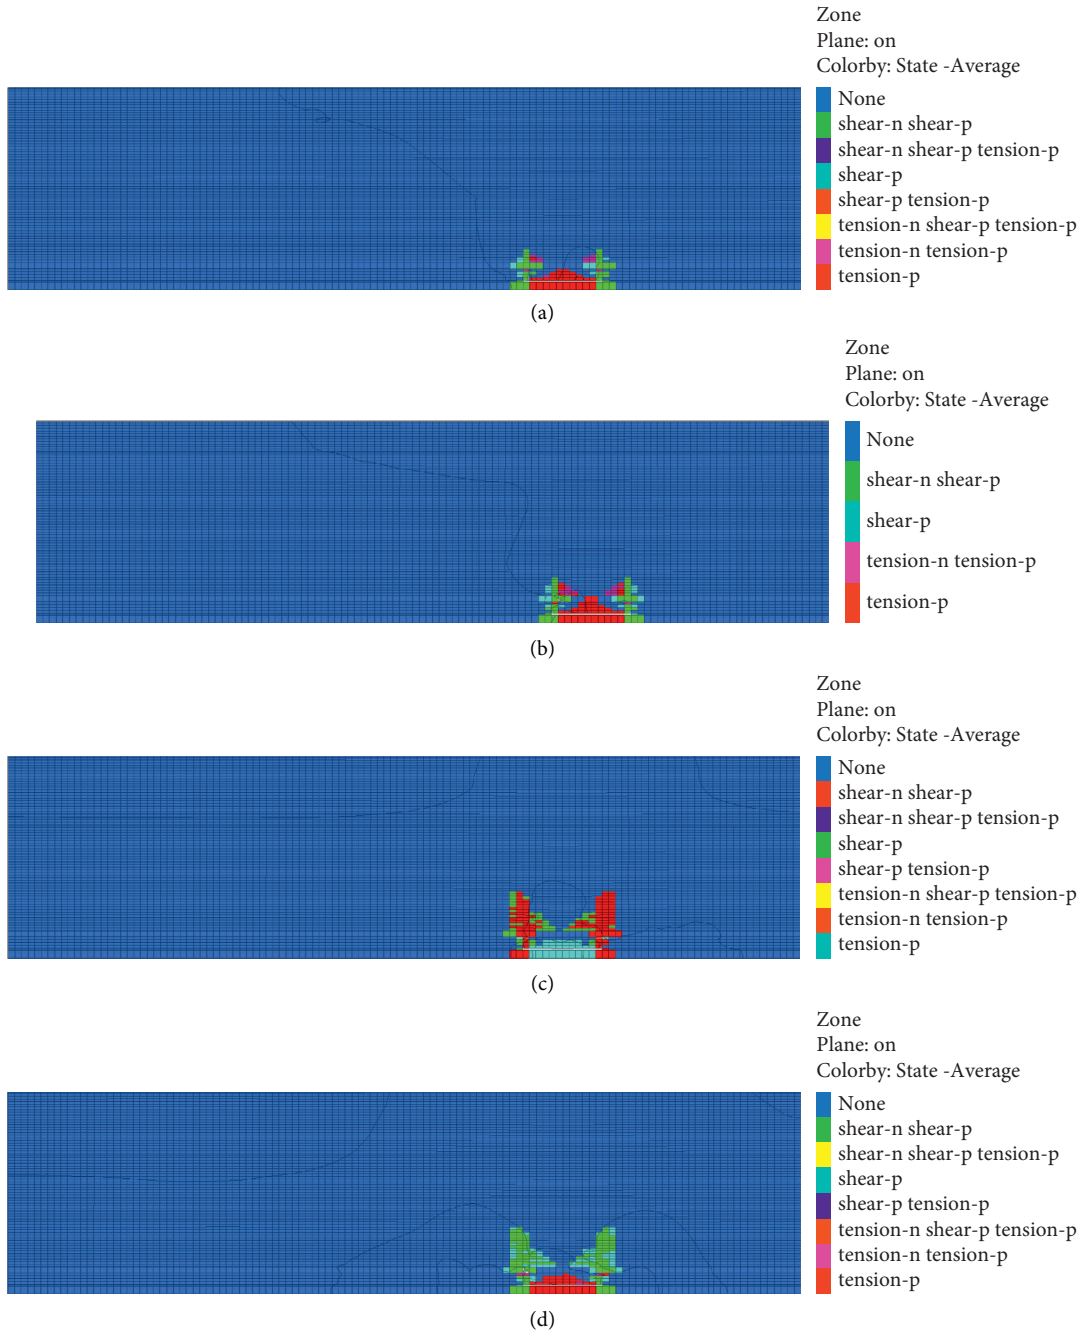 Zone
Plane: on
Colorby: State -Average
None
shear-n shear-p
shear-n shear-p tension-p
shear-p
shear-p tension-p
tension-n shear-p tension-p
tension-n tension-p
tension-p
(a)
Zone
Plane: on
Colorby: State -Average
None
shear-n shear-p
shear-p
tension-n tension-p
tension-p
(b)
Zone
Plane: on
Colorby: State -Average
None
shear-n shear-p
shear-n shear-p tension-p
shear-p
shear-p tension-p
tension-n shear-p tension-p
tension-n tension-p
tension-p
(c)
Zone
Plane: on
Colorby: State -Average
None
shear-n shear-p
shear-n shear-p tension-p
shear-p
shear-p tension-p
tension-n shear-p tension-p
tension-n tension-p
tension-p
(d)